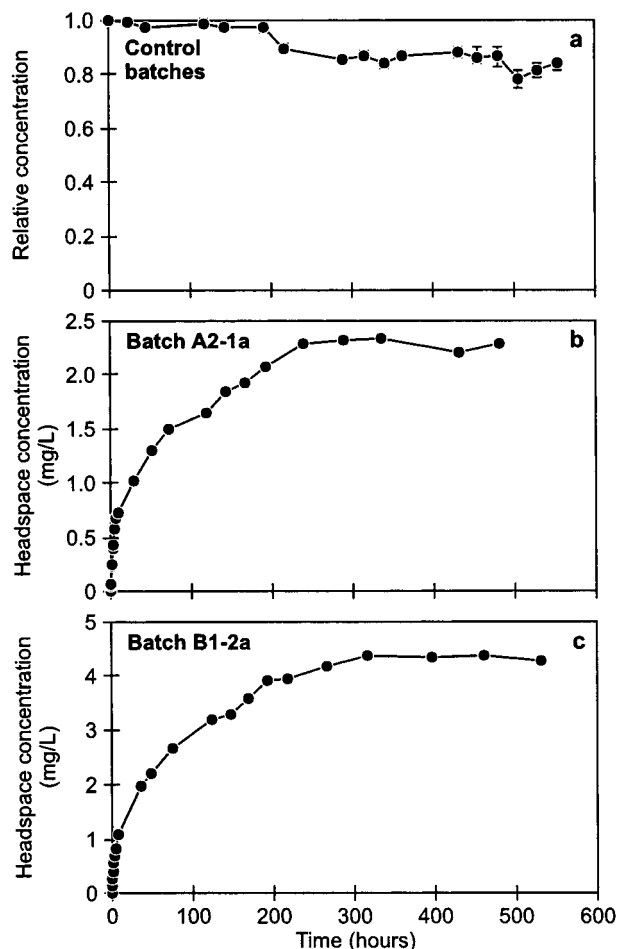 1.0
0.8
0.6
0.4
0.2
0
Relative concentration
Control
batches
a
2.5
2.0
1.5
1.0
0.5
0
Headspace concentration
(mg/L)
Batch A2-1a
b
5
4
3
2
1
0
Headspace concentration
(mg/L)
Batch B1-2a
c
0 100 200 300 400 500 600
Time (hours)